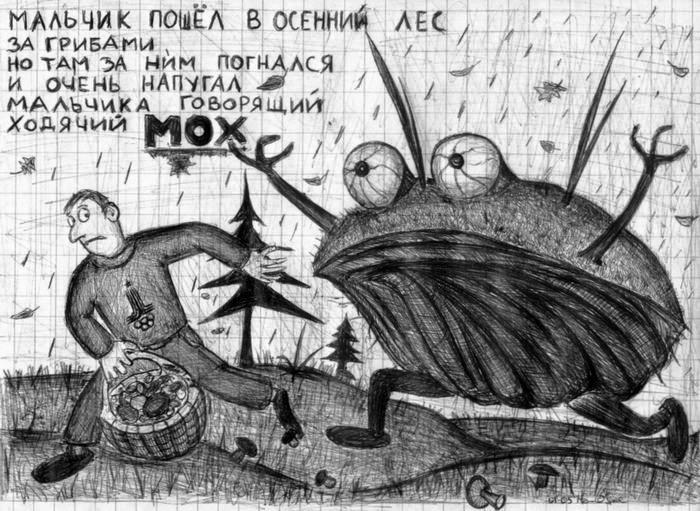 МАЛЬЧИК ПОШЁЛ В ОСЕННИЙ ЛЕС
ЗА ГРИБАМИ
НО ТАМ ЗА НИМ ПОГНАЛСЯ
И ОЧЕНЬ НАПУГАЛ
МАЛЬЧИКА ГОВОРЯЩИЙ
ХОДЯЧИЙ МОХ